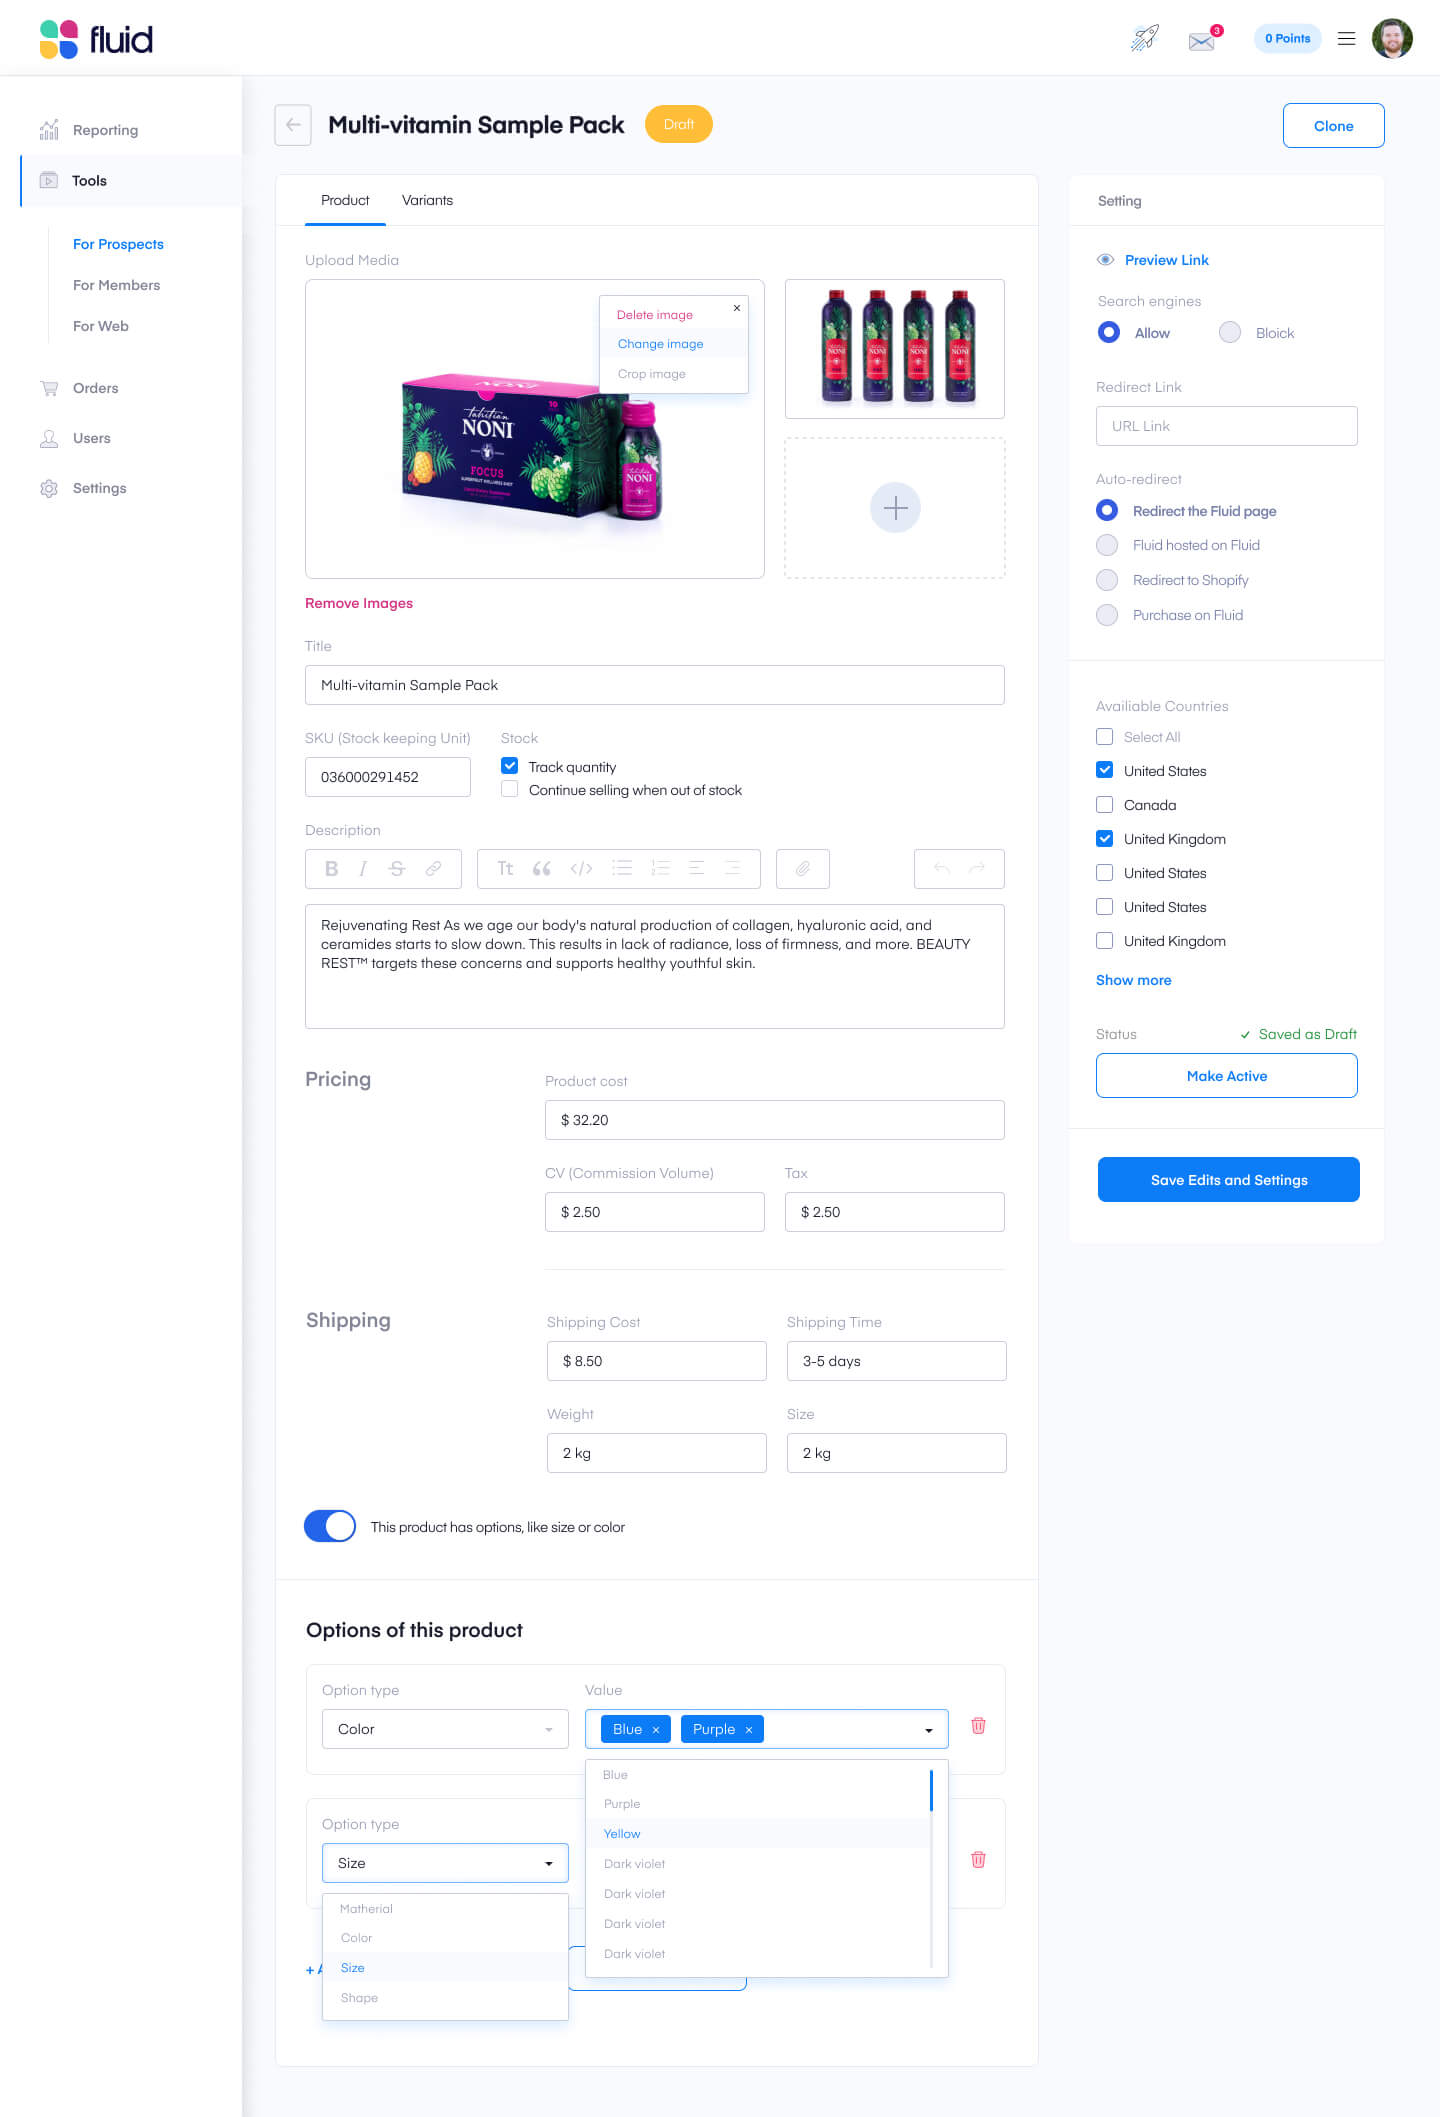 fluid
3
0 Points
Reporting
Tools
For Prospects
For Members
For Web
Orders
Users
Settings
Multi-vitamin Sample Pack
Draft
Clone
Product
Variants
Upload Media
Delete image
×
Change image
Crop image
10
Tahitian
NONI
FOCUS
Tahitian
NONI
NONI
NONI
NONI
NONI
Remove Images
Title
Multi-vitamin Sample Pack
SKU (Stock keeping Unit)
036000291452
Stock
Track quantity
Continue selling when out of stock
Description
B I S Tt
Rejuvenating Rest As we age our body's natural production of collagen, hyaluronic acid, and
ceramides starts to slow down. This results in lack of radiance, loss of firmness, and more. BEAUTY
REST™ targets these concerns and supports healthy youthful skin.
Pricing
Product cost
$ 32.20
CV (Commission Volume)
Tax
$ 2.50
$ 2.50
Shipping
Shipping Cost
Shipping Time
$ 8.50
3-5 days
Weight
Size
2 kg
2 kg
This product has options, like size or color
Options of this product
Option type
Value
Color
Blue ×
Purple ×
Blue
Purple
Yellow
Dark violet
Dark violet
Dark violet
Dark violet
Option type
Size
Matherial
Color
Size
Shape
Setting
Preview Link
Search engines
Allow
Bloick
Redirect Link
URL Link
Auto-redirect
Redirect the Fluid page
Fluid hosted on Fluid
Redirect to Shopify
Purchase on Fluid
Availiable Countries
Select All
United States
Canada
United Kingdom
United States
United States
United Kingdom
Show more
Status
Saved as Draft
Make Active
Save Edits and Settings